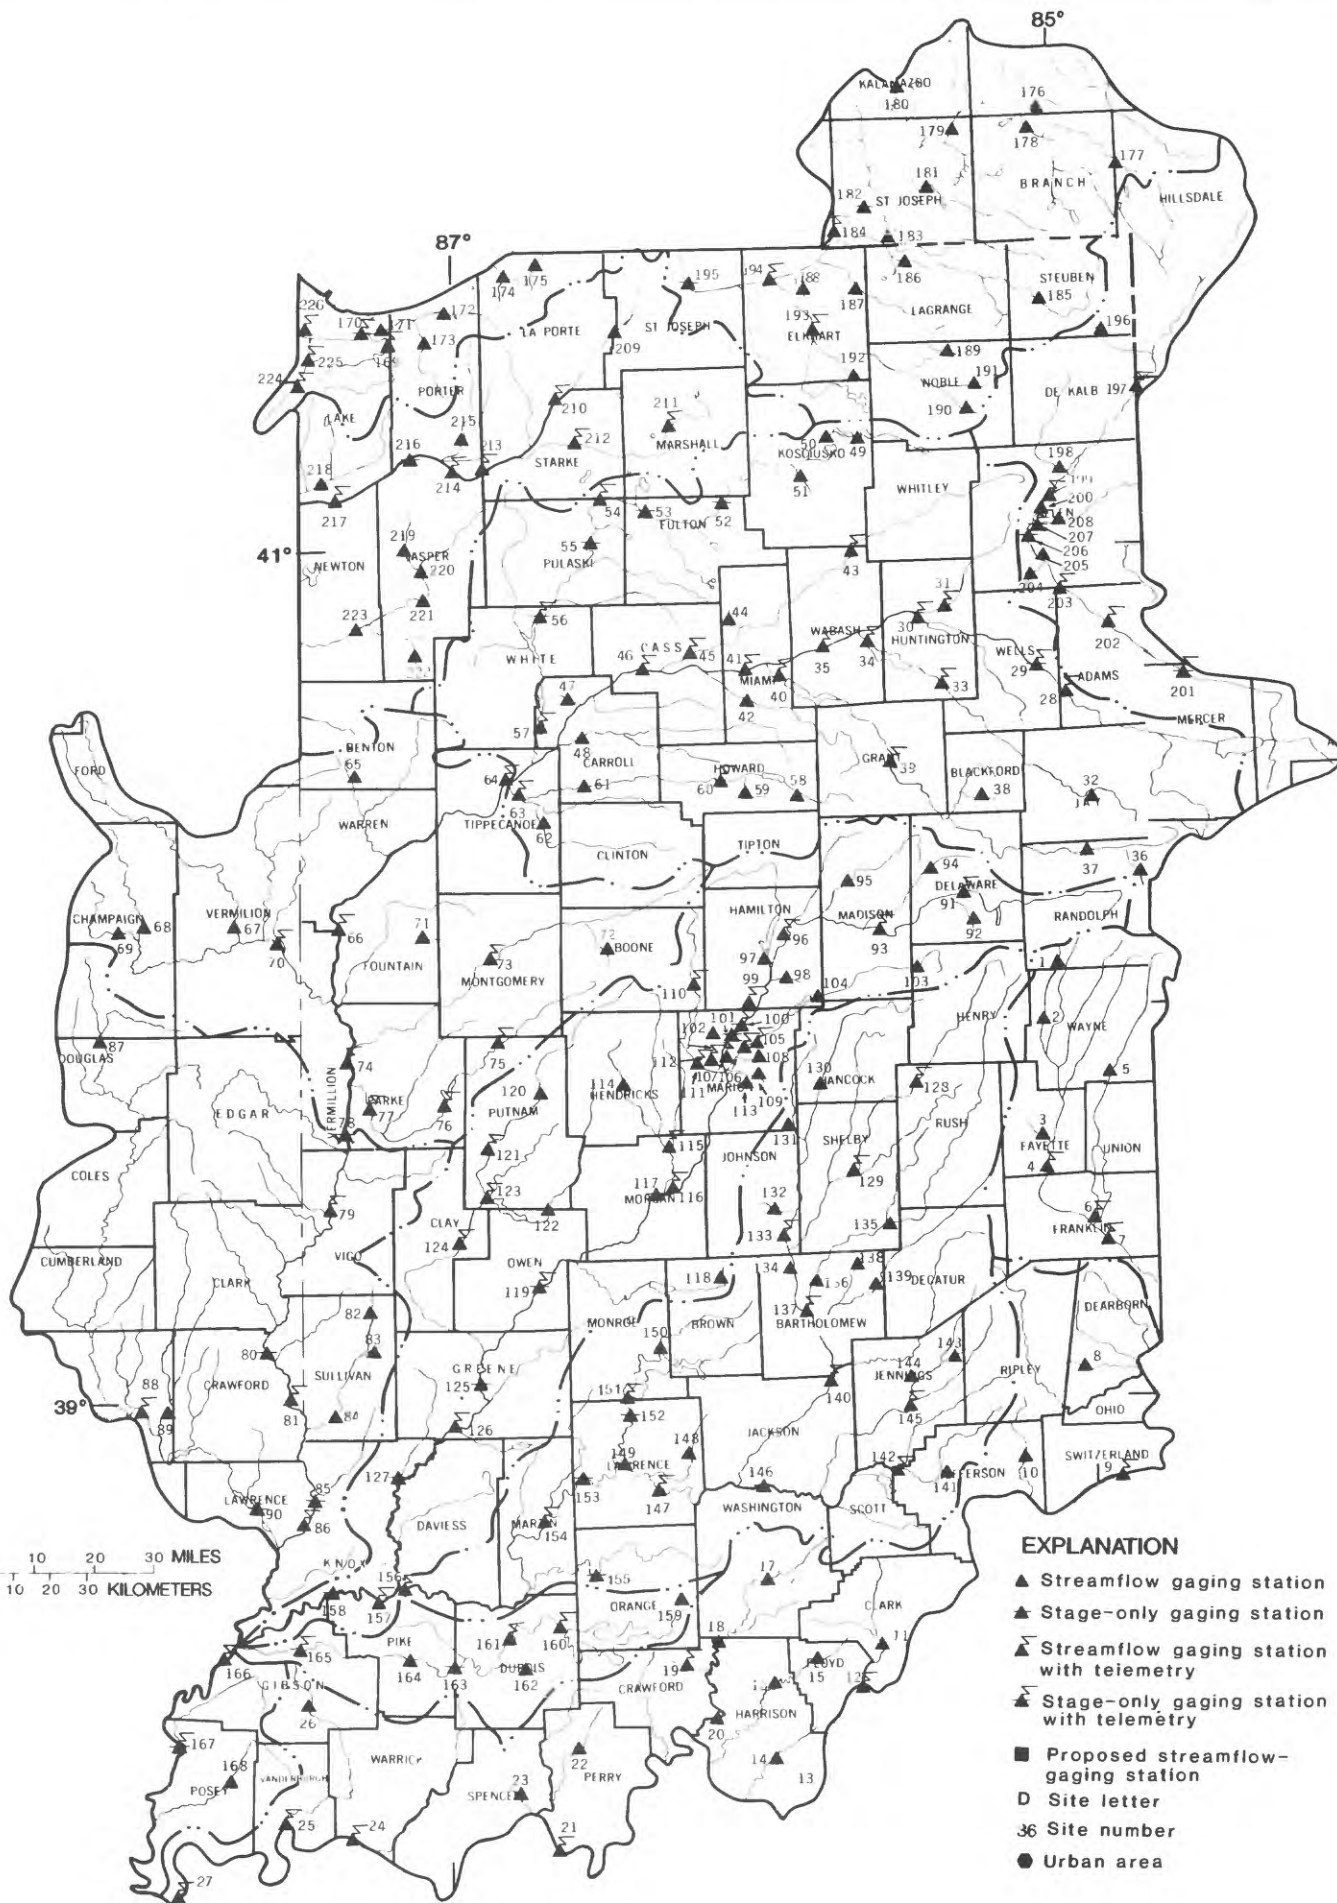 85°
KALAMAZOO
180
176
179
178
177
181
BRANCH
182
ST JOSEPH
HILLSDALE
184
183
87°
175
174
195
188
187
186
STEUBEN
185
LAGRANGE
226
170
171
172
LA PORTE
ST JOSEPH
193
ELKHART
196
173
209
225
169
189
224
PORTER
192
NOBLE
191
DE KALB
197
LAKE
210
211
190
215
212
MARSHALL
50
49
216
213
STARKE
KOSCIUSKO
198
218
214
51
WHITLEY
199
200
217
54
53
52
FULTON
208
207
219
55
206
41°
JASPER
PULASKI
43
205
NEWTON
220
204
203
31
223
221
44
WABASH
30
202
56
HUNTINGTON
CASS
35
34
WELLS
WHITE
46
45
41
29
MIAMI
40
33
ADAMS
28
201
47
42
MERCER
57
BENTON
48
FORD
65
CARROLL
HOWARD
GRANT
39
BLACKFORD
64
61
60
59
58
38
32
JAY
63
WARREN
TIPPECANOE
62
TIPTON
CLINTON
94
37
36
95
DELAWARE
CHAMPAIGN
VERMILION
HAMILTON
91
68
67
71
MADISON
RANDOLPH
69
66
72
BOONE
96
93
92
70
FOUNTAIN
73
97
1
MONTGOMERY
98
103
110
99
104
HENRY
2
WAYNE
101
100
102
105
87
75
DOUGLAS
112
108
130
74
107
106
HANCOCK
5
EDGAR
PARKE
120
114
111
MARION
128
77
PUTNAM
HENDRICKS
109
VERMILLION
76
113
RUSH
3
78
131
FAYETTE
UNION
121
115
JOHNSON
SHELBY
4
COLES
117
129
123
MORGAN
116
132
6
79
CLAY
122
135
FRANKLIN
7
124
133
CUMBERLAND
VIGO
OWEN
CLARK
118
134
138
136
139
DECATUR
119
DEARBORN
82
MONROE
BROWN
137
BARTHOLOMEW
83
150
143
80
GREENE
144
RIPLEY
8
88
CRAWFORD
SULLIVAN
125
JENNINGS
151
140
39°
OHIO
81
84
152
145
89
126
JACKSON
148
SWITZERLAND
149
142
10
LAWRENCE
JEFFERSON
9
127
146
141
85
153
147
LAWRENCE
WASHINGTON
SCOTT
90
DAVIESS
MARTIN
86
154
EXPLANATION
10 20 30 MILES
KNOX
17
10 20 30 KILOMETERS
156
155
Streamflow gaging station
CLARK
158
157
ORANGE
159
Stage-only gaging station
PIKE
161
160
18
11
Streamflow gaging station
with telemetry
165
FLOYD
166
164
DUBOIS
19
15
12
163
162
CRAWFORD
GIBSON
HARRISON
Stage-only gaging station
with telemetry
26
20
167
WARRICK
22
14
Proposed streamflow-
gaging station
168
VANDERBURGH
13
POSEY
23
PERRY
SPENCER
D Site letter
25
24
21
36 Site number
Urban area
27